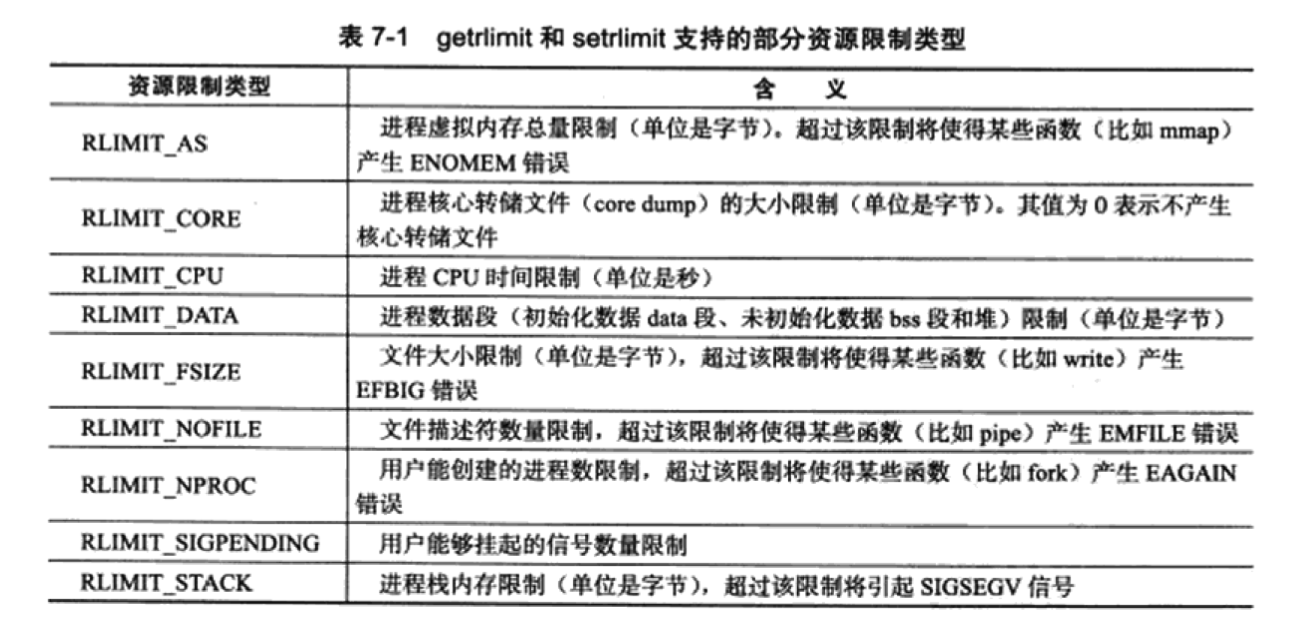 表 7-1 getrlimit 和 setrlimit 支持的部分资源限制类型
资源限制类型 含 义
RLIMIT_AS 进程虚拟内存总量限制（单位是字节）。超过该限制将使得某些函数（比如 mmap）
产生 ENOMEM 错误
RLIMIT_CORE 进程核心转储文件（core dump）的大小限制（单位是字节）。其值为 0 表示不产生
核心转储文件
RLIMIT_CPU 进程 CPU 时间限制（单位是秒）
RLIMIT_DATA 进程数据段（初始化数据 data 段、未初始化数据 bss 段和堆）限制（单位是字节）
RLIMIT_FSIZE 文件大小限制（单位是字节），超过该限制将使得某些函数（比如 write）产生
EFBIG 错误
RLIMIT_NOFILE 文件描述符数量限制，超过该限制将使得某些函数（比如 pipe）产生 EMFILE 错误
RLIMIT_NPROC 用户能创建的进程数限制，超过该限制将使得某些函数（比如 fork）产生 EAGAIN
错误
RLIMIT_SIGPENDING 用户能够挂起的信号数量限制
RLIMIT_STACK 进程栈内存限制（单位是字节），超过该限制将引起 SIGSEGV 信号